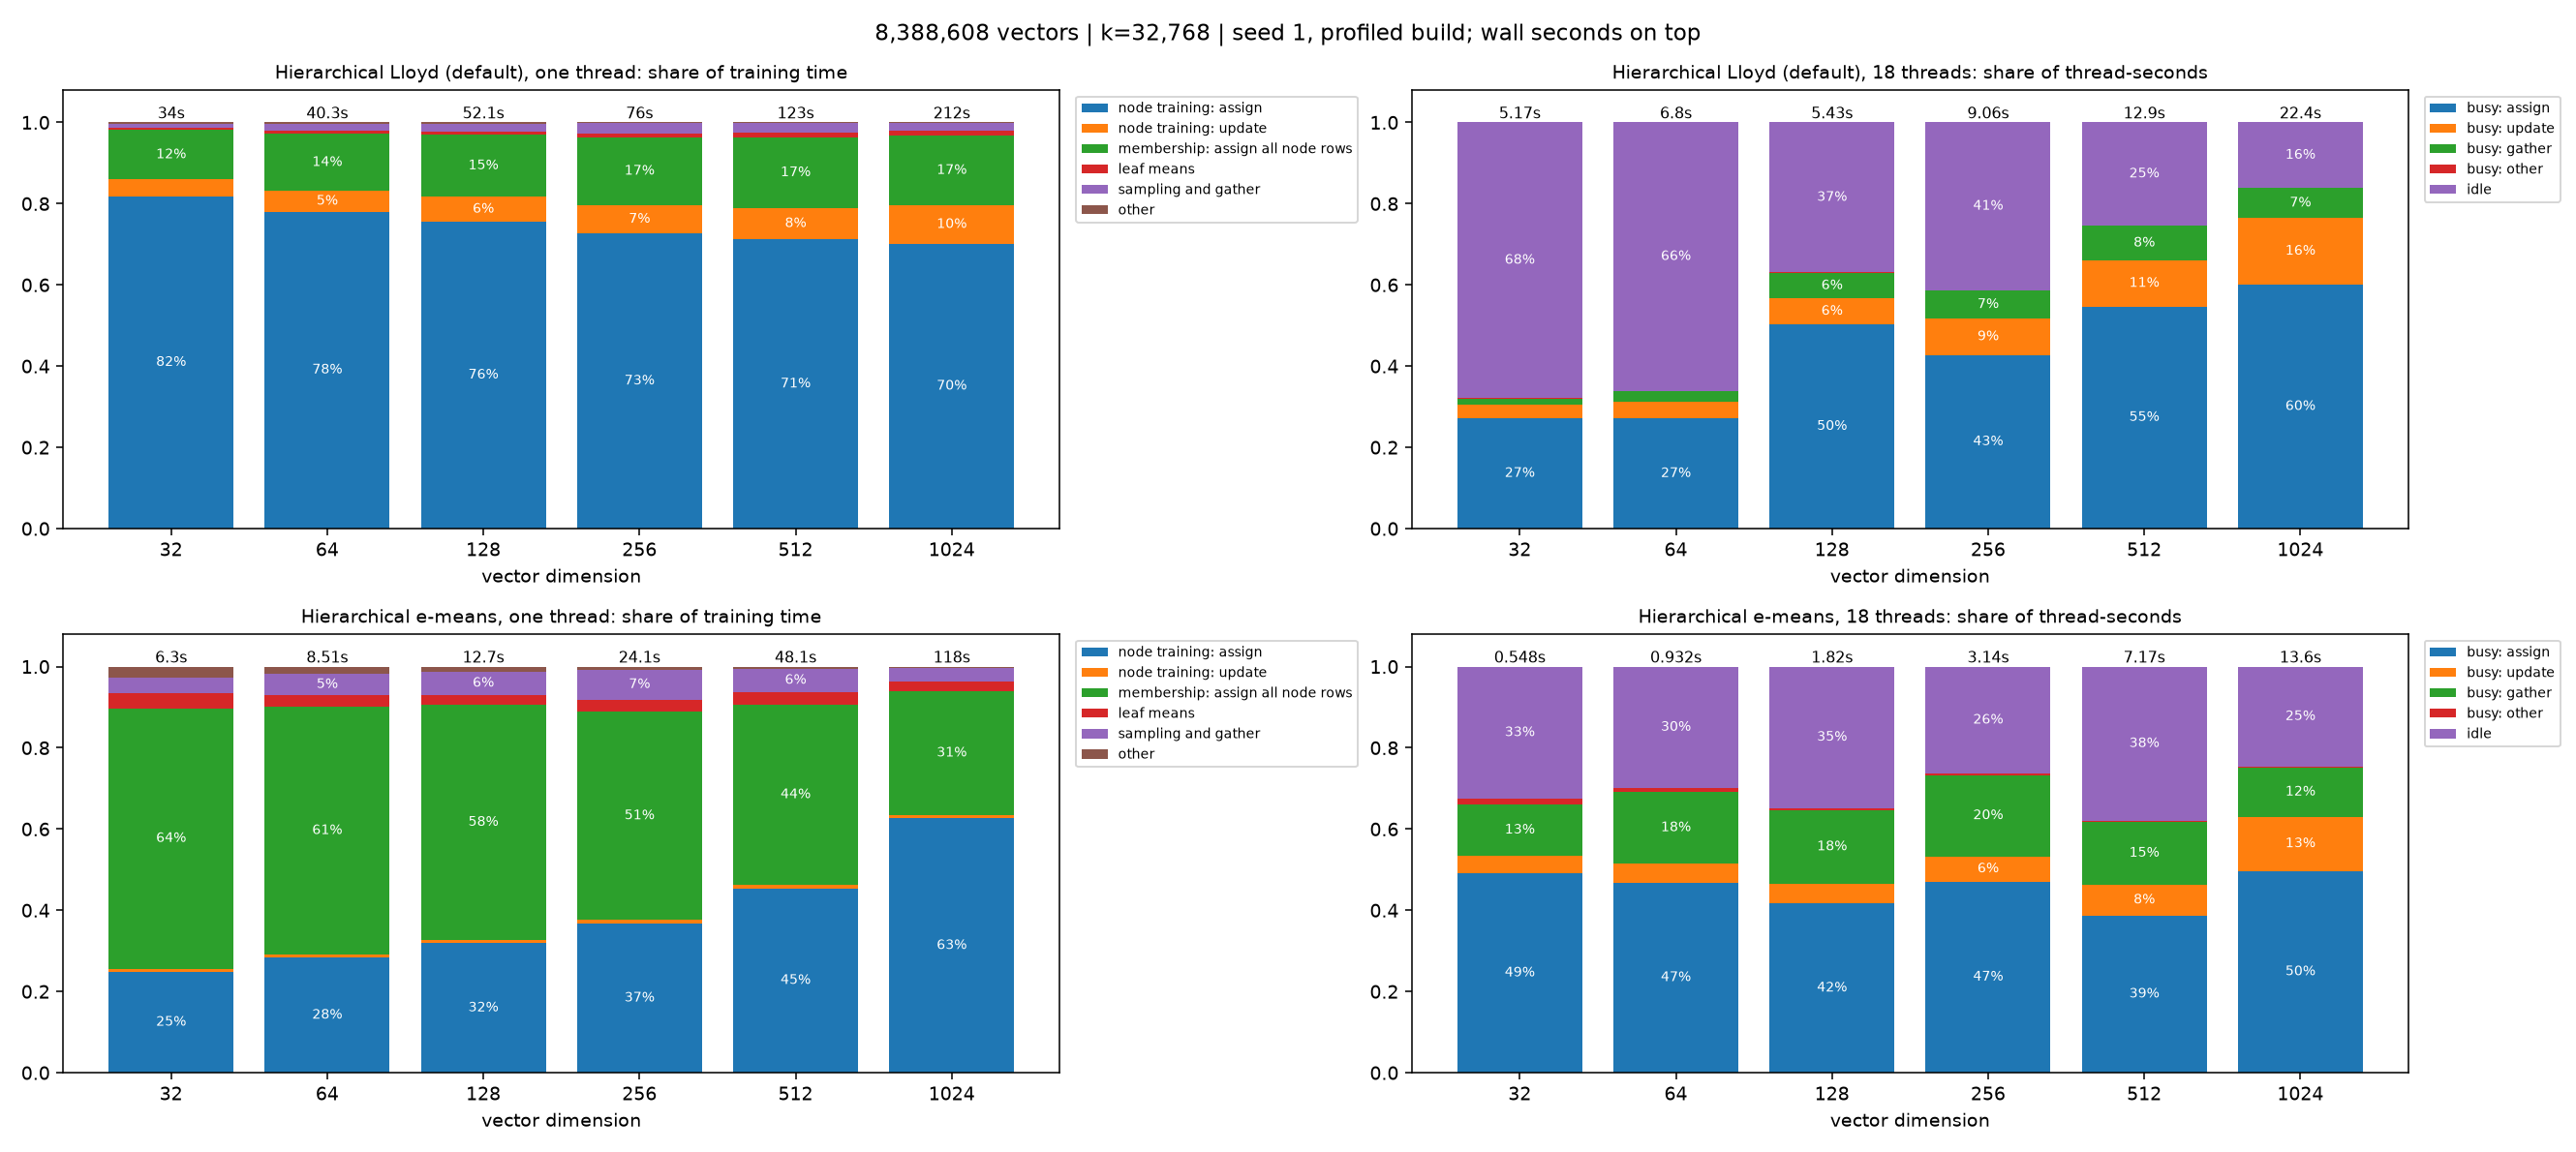 8,388,608 vectors | k=32,768 | seed 1, profiled build; wall seconds on top
Hierarchical Lloyd (default), one thread: share of training time
34s 40.3s 52.1s 76s 123s 212s
1.0
0.8
0.6
0.4
0.2
0.0
12% 14% 15% 17% 17% 17%
5% 6% 7% 8% 10%
82% 78% 76% 73% 71% 70%
32 64 128 256 512 1024
vector dimension
node training: assign
node training: update
membership: assign all node rows
leaf means
sampling and gather
other
Hierarchical Lloyd (default), 18 threads: share of thread-seconds
5.17s 6.8s 5.43s 9.06s 12.9s 22.4s
1.0
0.8
0.6
0.4
0.2
0.0
68% 66% 37% 41% 25% 16%
6% 7% 8% 7%
6% 9% 11% 16%
27% 27% 50% 43% 55% 60%
32 64 128 256 512 1024
vector dimension
busy: assign
busy: update
busy: gather
busy: other
idle
Hierarchical e-means, one thread: share of training time
6.3s 8.51s 12.7s 24.1s 48.1s 118s
1.0
0.8
0.6
0.4
0.2
0.0
5% 6% 7% 6%
64% 61% 58% 51% 44% 31%
25% 28% 32% 37% 45% 63%
32 64 128 256 512 1024
vector dimension
node training: assign
node training: update
membership: assign all node rows
leaf means
sampling and gather
other
Hierarchical e-means, 18 threads: share of thread-seconds
0.548s 0.932s 1.82s 3.14s 7.17s 13.6s
1.0
0.8
0.6
0.4
0.2
0.0
33% 30% 35% 26% 38% 25%
13% 18% 18% 20% 15% 12%
6% 8% 13%
49% 47% 42% 47% 39% 50%
32 64 128 256 512 1024
vector dimension
busy: assign
busy: update
busy: gather
busy: other
idle